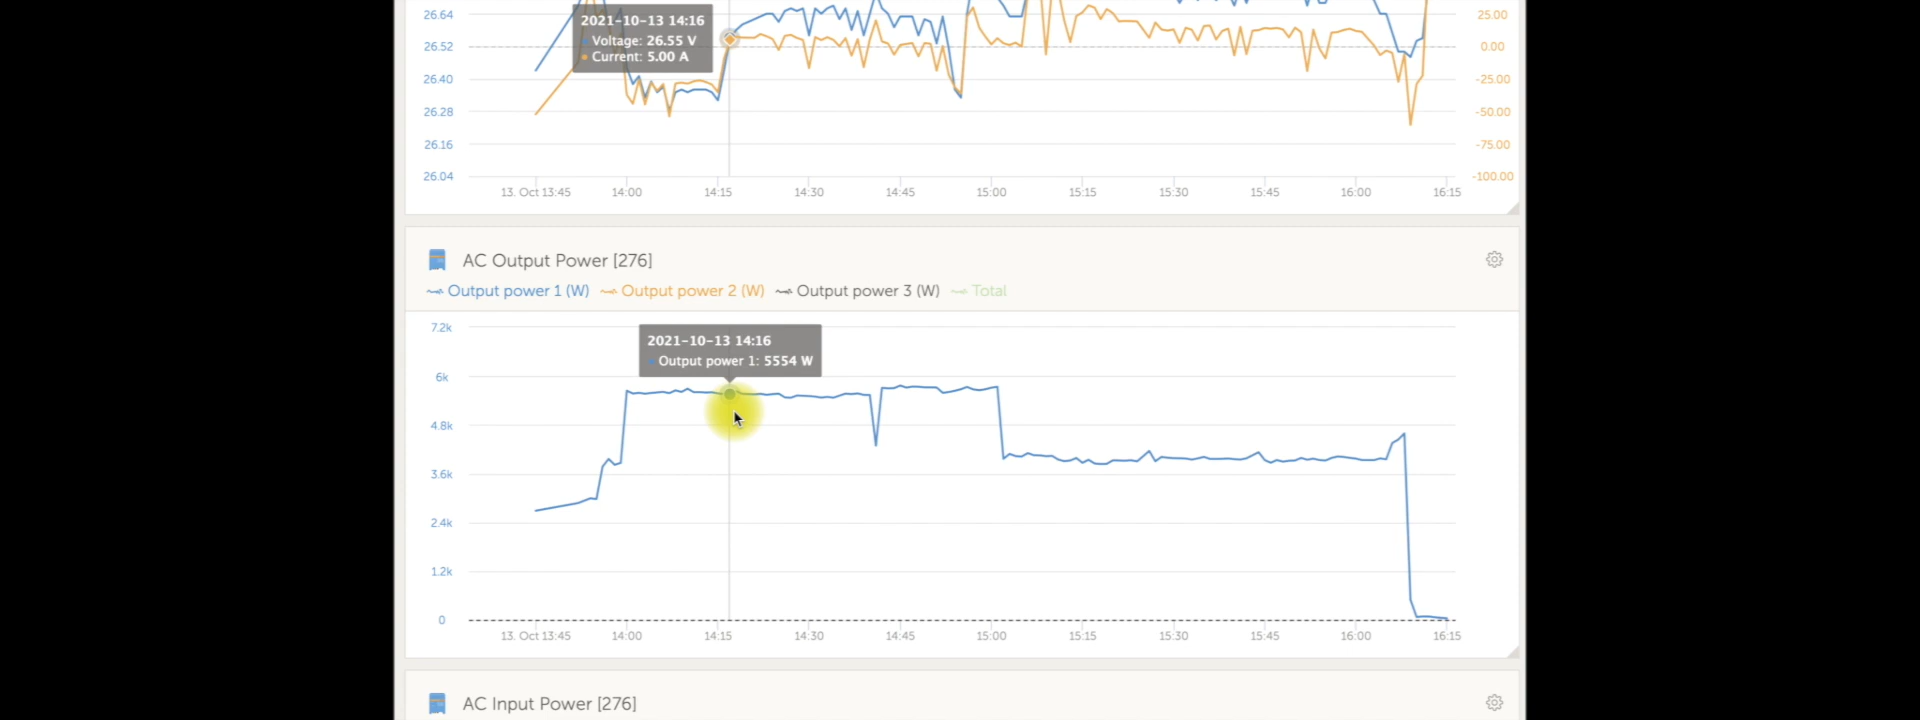 26.64
26.52
26.40
26.28
26.16
26.04
2021-10-13 14:16
Voltage: 26.55 V
Current: 5.00 A
25.00
0.00
-25.00
-50.00
-75.00
-100.00
13. Oct 13:45 14:00 14:15 14:30 14:45 15:00 15:15 15:30 15:45 16:00 16:15
AC Output Power [276]
Output power 1 (W) Output power 2 (W) Output power 3 (W) Total
7.2k
6k
4.8k
3.6k
2.4k
1.2k
0
2021-10-13 14:16
Output power 1: 5554 W
13. Oct 13:45 14:00 14:15 14:30 14:45 15:00 15:15 15:30 15:45 16:00 16:15
AC Input Power [276]